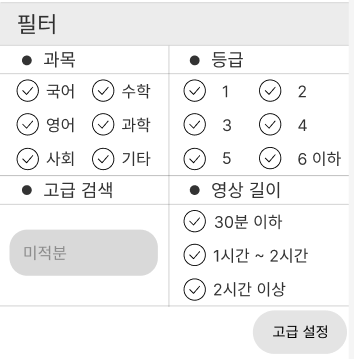 필터
● 과목
국어 수학
영어 과학
사회 기타
● 등급
1 2
3 4
5 6 이하
● 고급 검색
미적분
● 영상 길이
30분 이하
1시간 ~ 2시간
2시간 이상
고급 설정